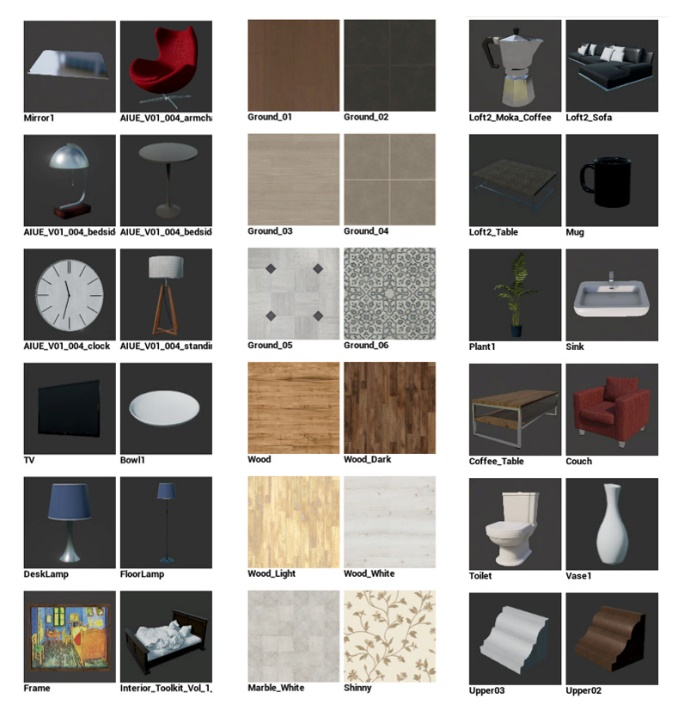 Mirror1 AIUE_V01_004_armcha Ground_01 Ground_02 Loft2_Moka_Coffee Loft2_Sofa
AIUE_V01_004_bedsid AIUE_V01_004_bedsid Ground_03 Ground_04 Loft2_Table Mug
AIUE_V01_004_clock AIUE_V01_004_standin Ground_05 Ground_06 Plant1 Sink
TV Bowl1 Wood Wood_Dark Coffee_Table Couch
DeskLamp FloorLamp Wood_Light Wood_White Toilet Vase1
Frame Interior_Toolkit_Vol_1_ Marble_White Shinny Upper03 Upper02